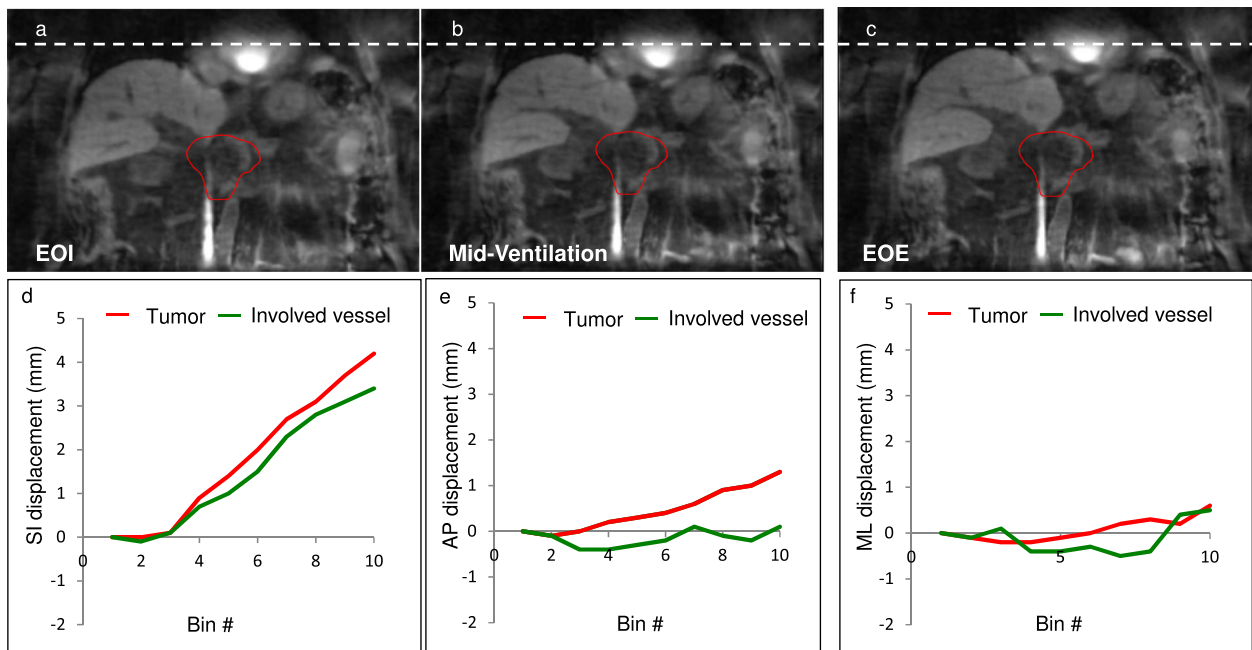 a
b
c
EOI
Mid-Ventilation
EOE
d
Tumor
Involved vessel
SI displacement (mm)
5
4
3
2
1
0
-1
-2
0
2
4
6
8
10
Bin #
e
Tumor
Involved vessel
AP displacement (mm)
5
4
3
2
1
0
-1
-2
0
2
4
6
8
10
Bin #
f
Tumor
Involved vessel
ML displacement (mm)
5
4
3
2
1
0
-1
-2
0
5
10
Bin #